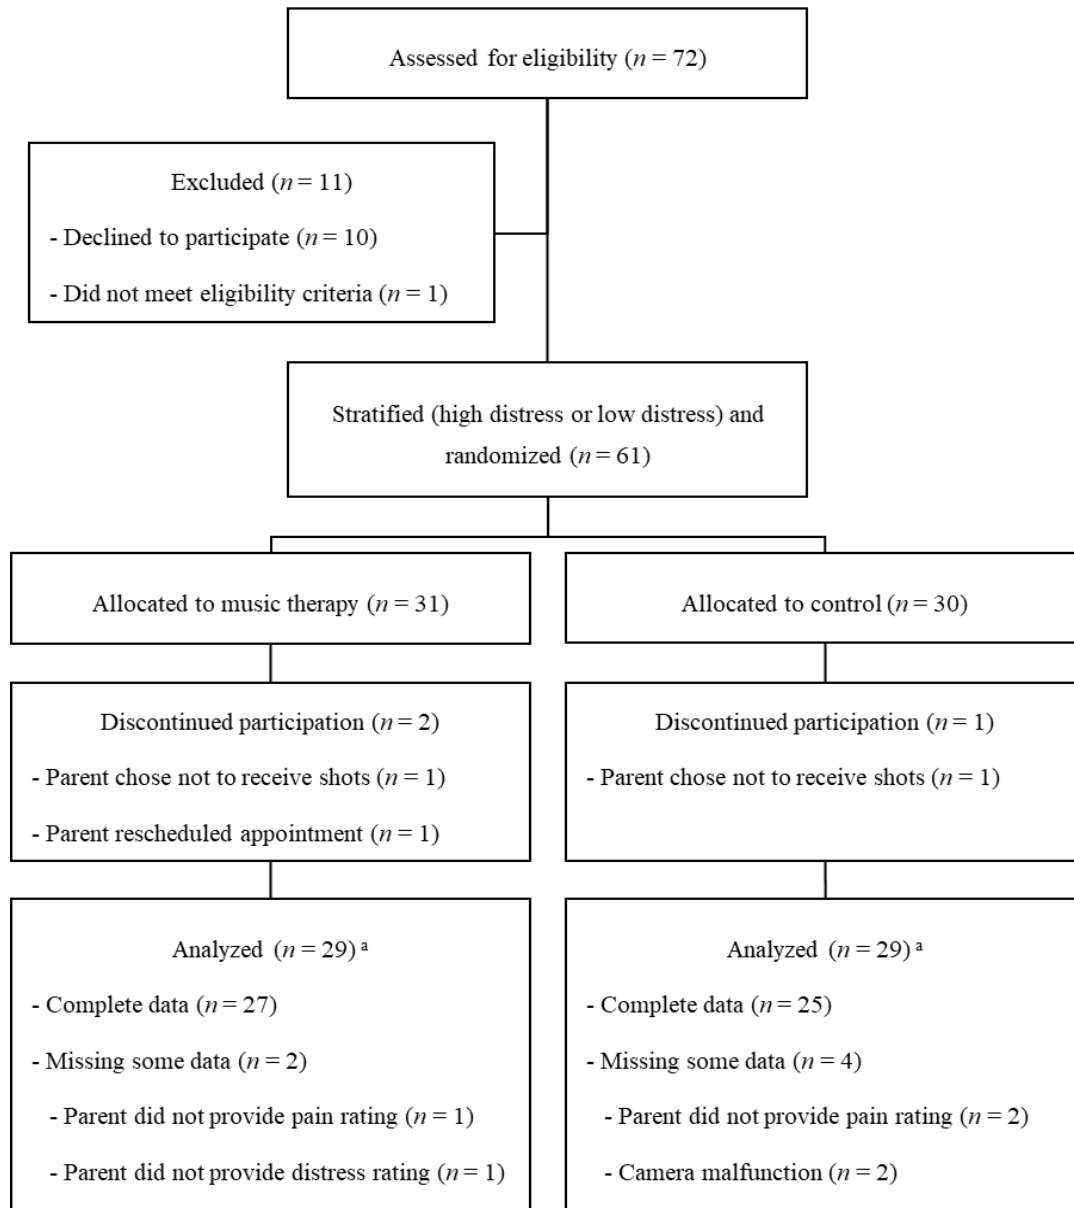 Assessed for eligibility (n = 72)
Excluded (n = 11)
- Declined to participate (n = 10)
- Did not meet eligibility criteria (n = 1)
Stratified (high distress or low distress) and
randomized (n = 61)
Allocated to music therapy (n = 31)
Allocated to control (n = 30)
Discontinued participation (n = 2)
- Parent chose not to receive shots (n = 1)
- Parent rescheduled appointment (n = 1)
Discontinued participation (n = 1)
- Parent chose not to receive shots (n = 1)
Analyzed (n = 29) a
- Complete data (n = 27)
- Missing some data (n = 2)
- Parent did not provide pain rating (n = 1)
- Parent did not provide distress rating (n = 1)
Analyzed (n = 29) a
- Complete data (n = 25)
- Missing some data (n = 4)
- Parent did not provide pain rating (n = 2)
- Camera malfunction (n = 2)